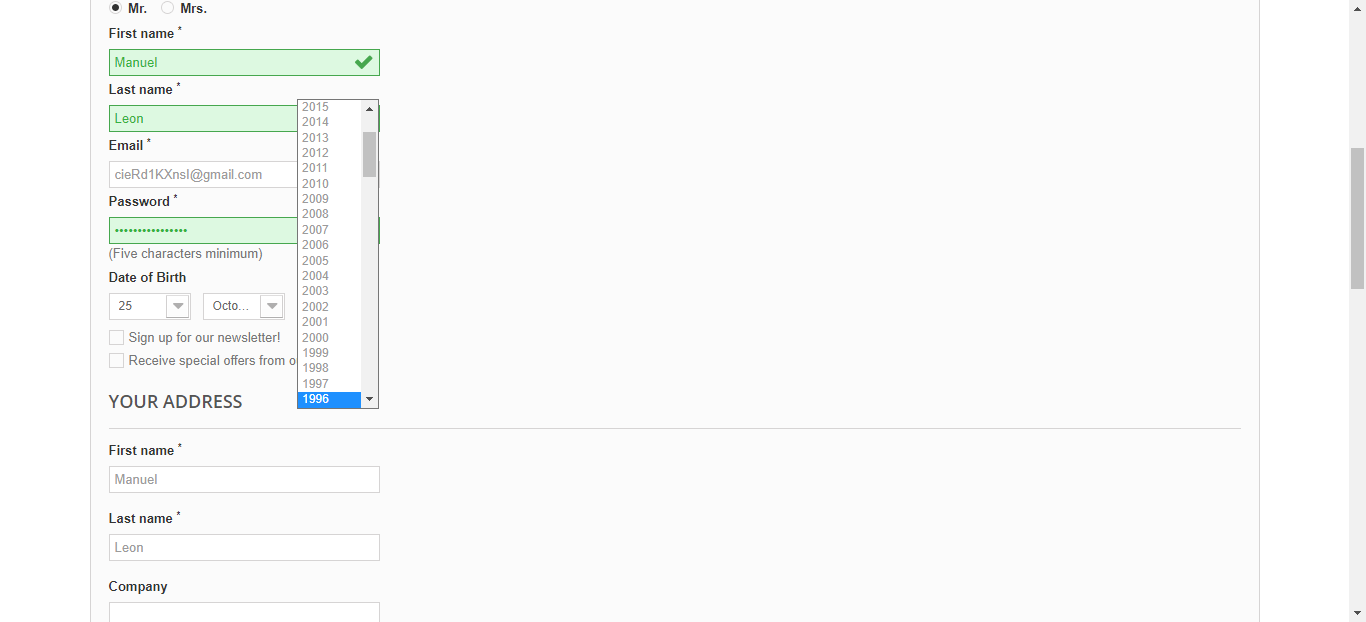 Mr. Mrs.
First name *
Manuel
Last name *
Leon
Email *
cieRd1KXnsl@gmail.com
Password *
(Five characters minimum)
Date of Birth
25 Octo...
Sign up for our newsletter!
Receive special offers from
2015
2014
2013
2012
2011
2010
2009
2008
2007
2006
2005
2004
2003
2002
2001
2000
1999
1998
1997
1996
YOUR ADDRESS
First name *
Manuel
Last name *
Leon
Company